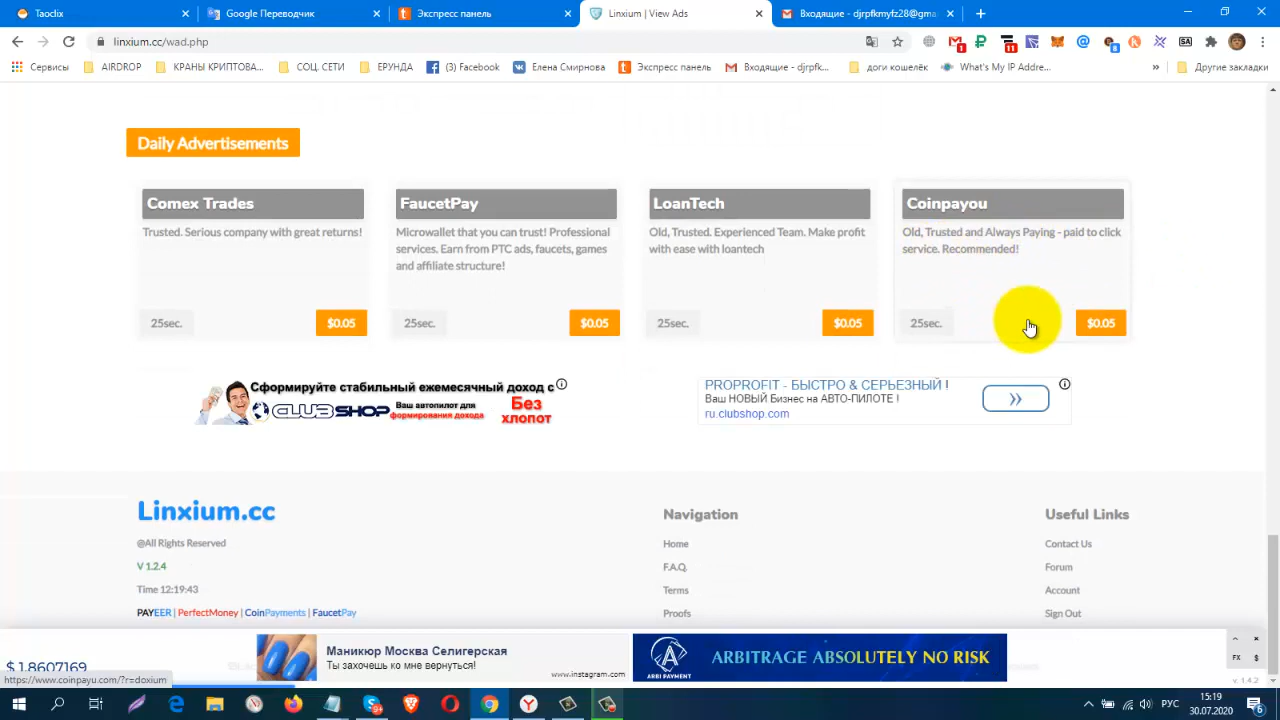 Taoclix
Google Переводчик
Экспресс панель
Linxium | View Ads
Входящие - djrpfkmyfz28@gma
linxium.cc/wad.php
Сервисы
AIRDROP
КРАНЫ КРИПТОВА...
СОЦ. СЕТИ
ЕРУНДА
(3) Facebook
Елена Смирнова
Экспресс панель
Входящие - djrpfk...
доги кошелёк
What's My IP Addre...
»
Другие закладки
Daily Advertisements
Comex Trades
Trusted. Serious company with great returns!
25sec.
$0.05
FaucetPay
Microwallet that you can trust! Professional
services. Earn from PTC ads, faucets, games
and affiliate structure!
25sec.
$0.05
LoanTech
Old, Trusted. Experienced Team. Make profit
with ease with loantech
25sec.
$0.05
Coinpayou
Old, Trusted and Always Paying - paid to click
service. Recommended!
25sec.
$0.05
Сформируйте стабильный ежемесячный доход с
CLUBSHOP
Ваш автопилот для
формирования дохода
Без
хлопот
PROPROFIT - БЫСТРО & СЕРЬЕЗНЫЙ !
Ваш НОВЫЙ Бизнес на АВТО-ПИЛОТЕ !
ru.clubshop.com
Linxium.cc
@All Rights Reserved
V 1.2.4
Time 12:19:43
PAYEER | PerfectMoney | CoinPayments | FaucetPay
Navigation
Home
F.A.Q.
Terms
Proofs
Useful Links
Contact Us
Forum
Account
Sign Out
$ 1.8607169
Маникюр Москва Селигерская
Ты захочешь ко мне вернуться!
www.instagram.com
ARBI PAYMENT
ARBITRAGE ABSOLUTELY NO RISK
FX $
v. 1.4.2
https://www.coinpayu.com/?r=doxium
РУС
15:19
30.07.2020